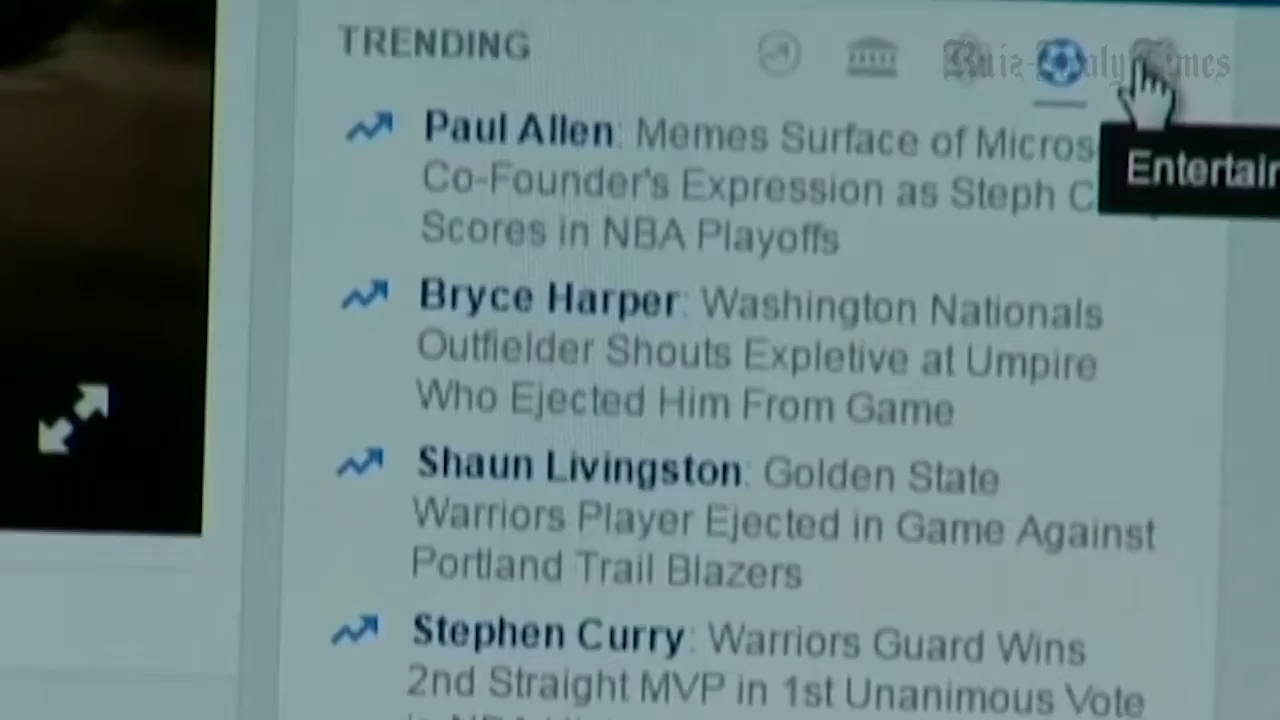 TRENDING
Paul Allen: Memes Surface of Micros
Co-Founder's Expression as Steph C
Scores in NBA Playoffs
Entertain
Bryce Harper: Washington Nationals
Outfielder Shouts Expletive at Umpire
Who Ejected Him From Game
Shaun Livingston: Golden State
Warriors Player Ejected in Game Against
Portland Trail Blazers
Stephen Curry: Warriors Guard Wins
2nd Straight MVP in 1st Unanimous Vote
in NBA